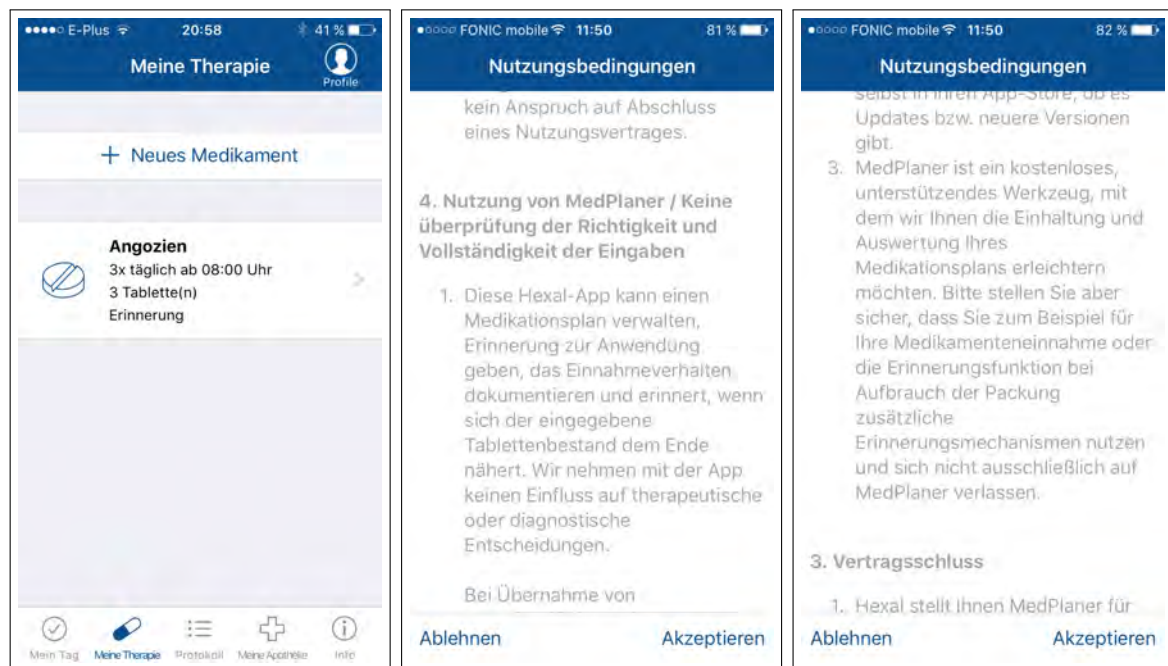 E-Plus 20:58 41 %
Meine Therapie
Profile
+ Neues Medikament
Angozien
3x täglich ab 08:00 Uhr
3 Tablette(n)
Erinnerung
Mein Tag Meine Therapie Protokoll Meine Apotheke Info
FONIC mobile 11:50 81 %
Nutzungsbedingungen
kein Anspruch auf Abschluss
eines Nutzungsvertrages.
4. Nutzung von MedPlaner / Keine
überprüfung der Richtigkeit und
Vollständigkeit der Eingaben
1. Diese Hexal-App kann einen
Medikationsplan verwalten,
Erinnerung zur Anwendung
geben, das Einnahmeverhalten
dokumentieren und erinnert, wenn
sich der eingegebene
Tablettenbestand dem Ende
nähert. Wir nehmen mit der App
keinen Einfluss auf therapeutische
oder diagnostische
Entscheidungen.
Bei Übernahme von
Ablehnen Akzeptieren
FONIC mobile 11:50 82 %
Nutzungsbedingungen
selbst in Ihren App-Store, ob es
Updates bzw. neuere Versionen
gibt.
3. MedPlaner ist ein kostenloses,
unterstützendes Werkzeug, mit
dem wir Ihnen die Einhaltung und
Auswertung Ihres
Medikationsplans erleichtern
möchten. Bitte stellen Sie aber
sicher, dass Sie zum Beispiel für
Ihre Medikamenteneinnahme oder
die Erinnerungsfunktion bei
Aufbrauch der Packung
zusätzliche
Erinnerungsmechanismen nutzen
und sich nicht ausschließlich auf
MedPlaner verlassen.
3. Vertragsschluss
1. Hexal stellt Ihnen MedPlaner für
Ablehnen Akzeptieren